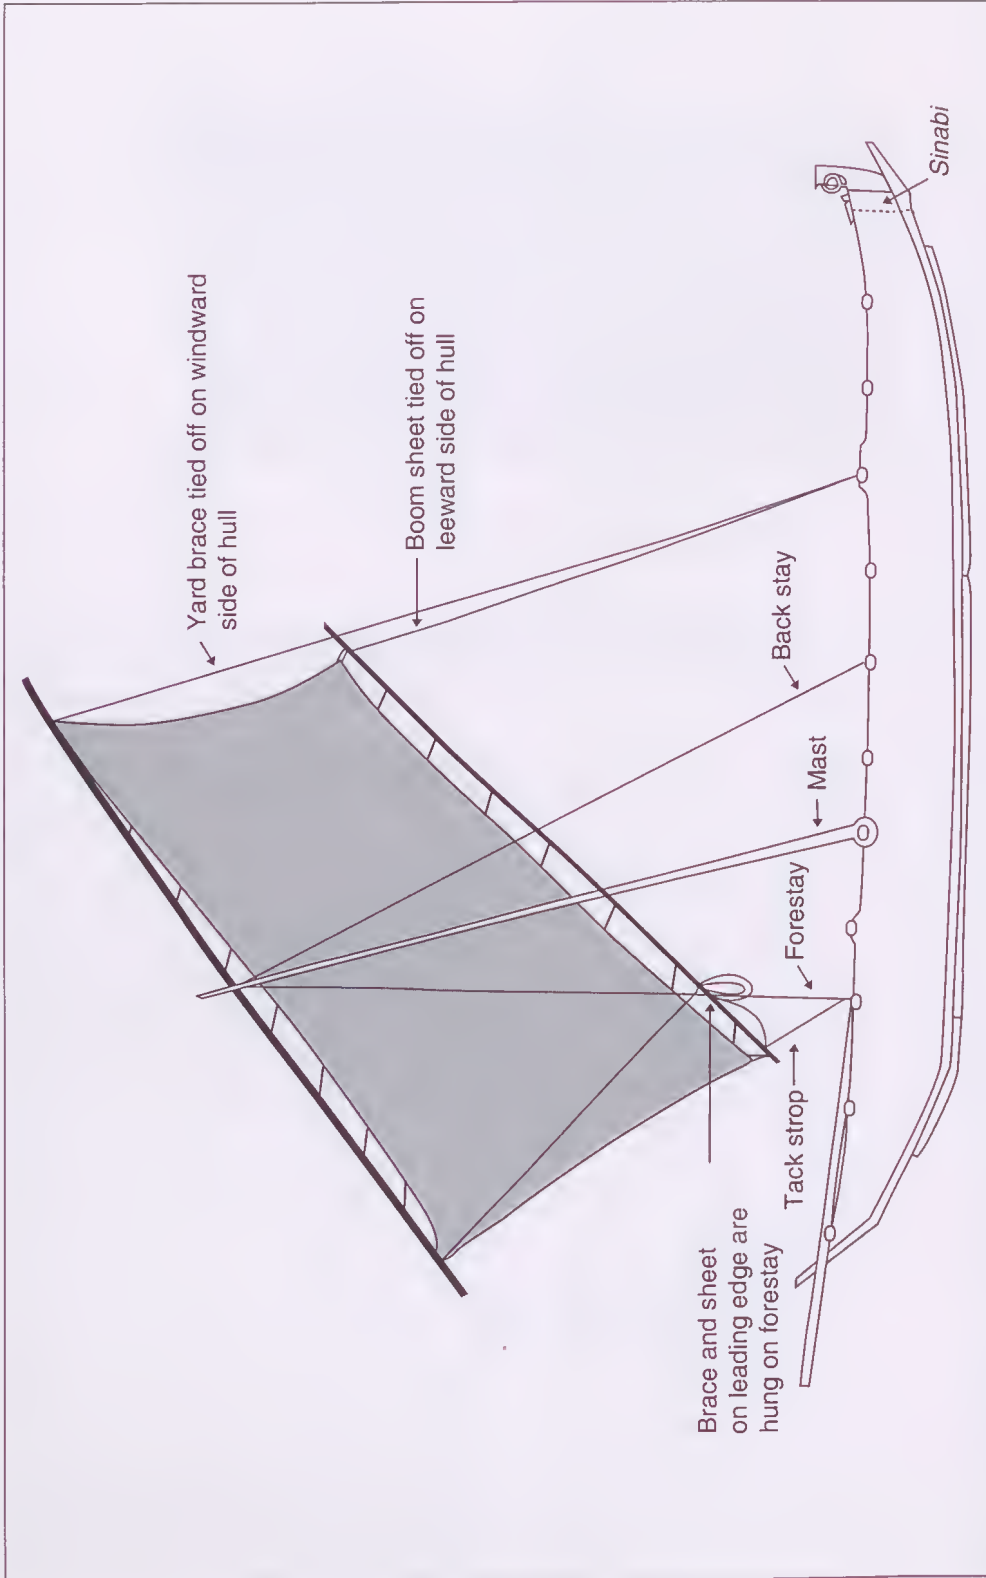 Yard brace tied off on windward
side of hull
Boom sheet tied off on
leeward side of hull
Back stay
Mast
Forestay
Tack strop
Brace and sheet
on leading edge are
hung on forestay
Sinabi